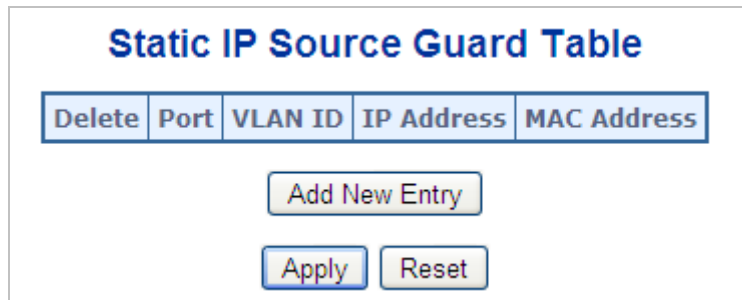 Static IP Source Guard Table
Delete Port VLAN ID IP Address MAC Address
Add New Entry
Apply Reset